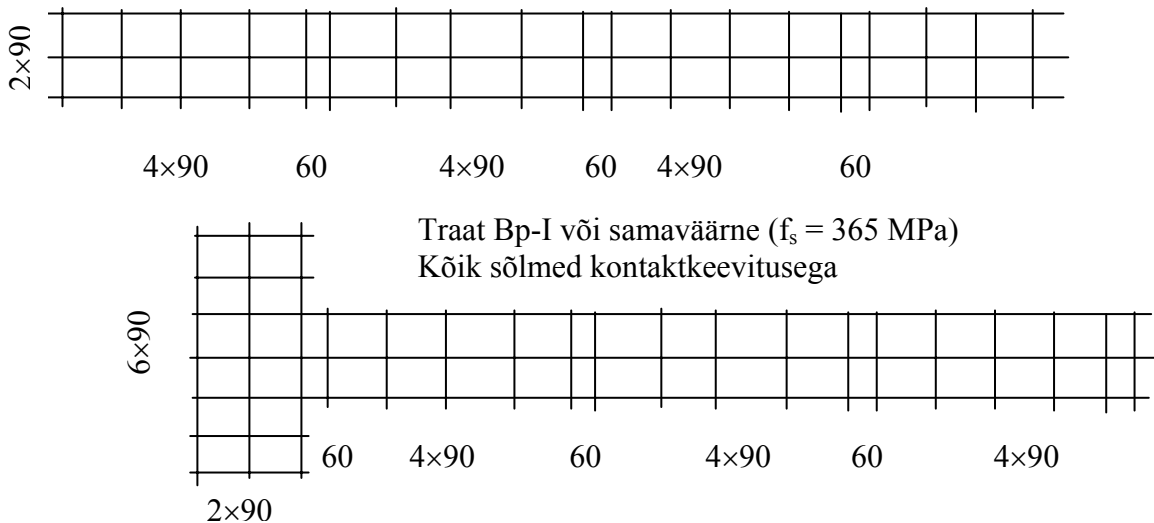 2×90
4×90 60 4×90 60 4×90 60
Traat Bp-I või samaväärne (fs = 365 MPa)
Kõik sõlmed kontaktkeevitusega
6×90
60 4×90 60 4×90 60 4×90
2×90